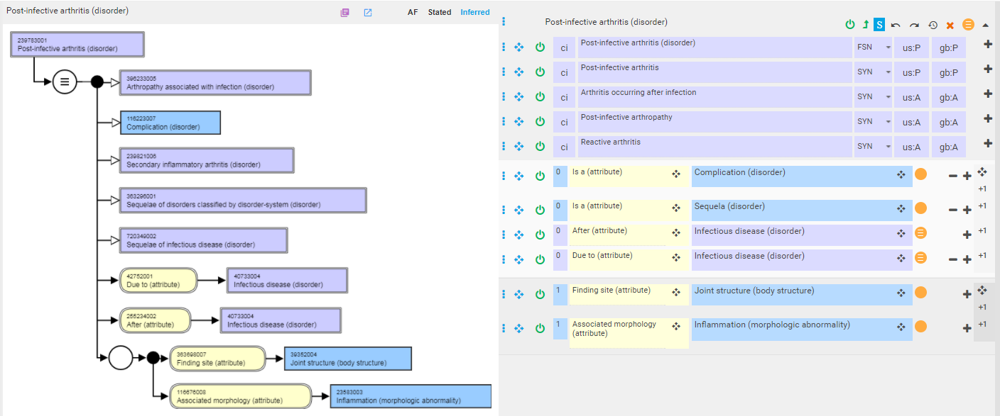 Post-infective arthritis (disorder)
AF Stated Inferred
239783001
Post-infective arthritis (disorder)
396233005
Arthropathy associated with infection (disorder)
116223007
Complication (disorder)
239821006
Secondary inflammatory arthritis (disorder)
363296001
Sequelae of disorders classified by disorder-system (disorder)
720349002
Sequelae of infectious disease (disorder)
42752001
Due to (attribute)
40733004
Infectious disease (disorder)
255234002
After (attribute)
40733004
Infectious disease (disorder)
363698007
Finding site (attribute)
39352004
Joint structure (body structure)
116676008
Associated morphology (attribute)
23583003
Inflammation (morphologic abnormality)
Post-infective arthritis (disorder)
S
ci Post-infective arthritis (disorder) FSN us:P gb:P
ci Post-infective arthritis SYN us:P gb:P
ci Arthritis occurring after infection SYN us:A gb:A
ci Post-infective arthropathy SYN us:A gb:A
ci Reactive arthritis SYN us:A gb:A
0 Is a (attribute) Complication (disorder)
+1
0 Is a (attribute) Sequela (disorder) +1
0 After (attribute) Infectious disease (disorder) +1
0 Due to (attribute) Infectious disease (disorder) +1
1 Finding site (attribute) Joint structure (body structure)
+1
1 Associated morphology Inflammation (morphologic abnormality) +1
(attribute)